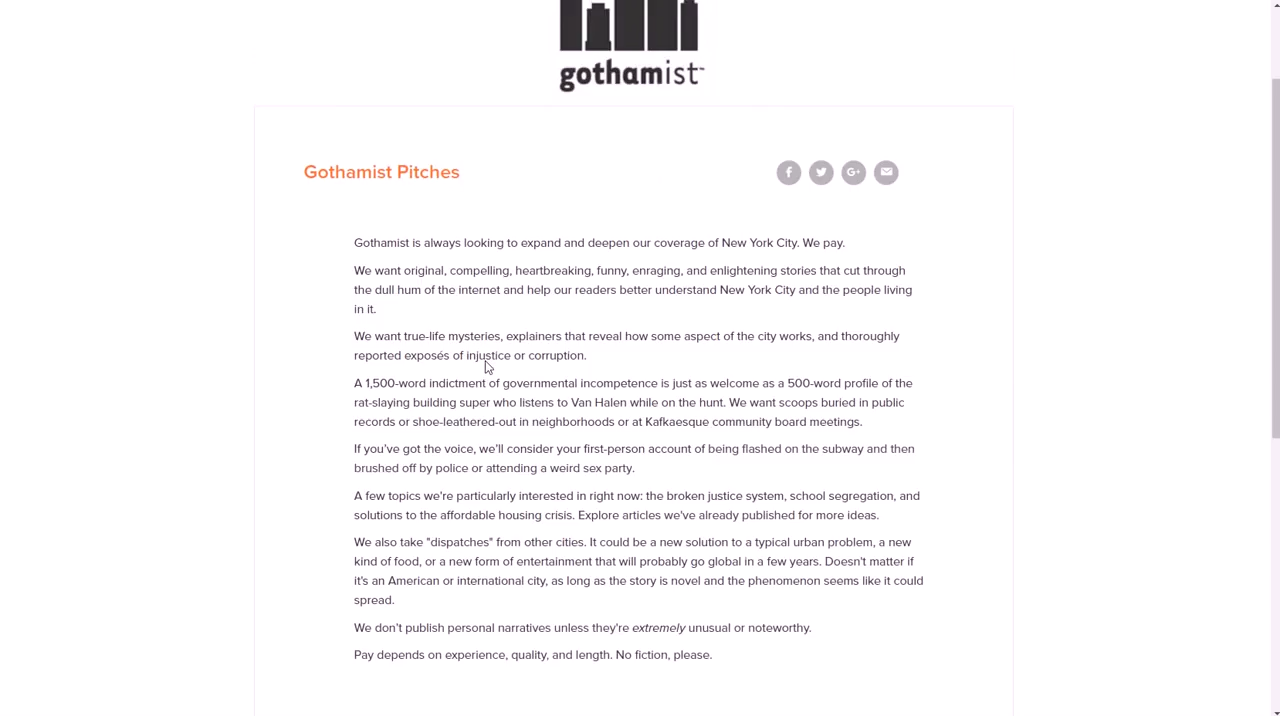 gothamist™
Gothamist Pitches
Gothamist is always looking to expand and deepen our coverage of New York City. We pay.
We want original, compelling, heartbreaking, funny, enraging, and enlightening stories that cut through
the dull hum of the internet and help our readers better understand New York City and the people living
in it.
We want true-life mysteries, explainers that reveal how some aspect of the city works, and thoroughly
reported exposés of injustice or corruption.
A 1,500-word indictment of governmental incompetence is just as welcome as a 500-word profile of the
rat-slaying building super who listens to Van Halen while on the hunt. We want scoops buried in public
records or shoe-leathered-out in neighborhoods or at Kafkaesque community board meetings.
If you've got the voice, we'll consider your first-person account of being flashed on the subway and then
brushed off by police or attending a weird sex party.
A few topics we're particularly interested in right now: the broken justice system, school segregation, and
solutions to the affordable housing crisis. Explore articles we've already published for more ideas.
We also take "dispatches" from other cities. It could be a new solution to a typical urban problem, a new
kind of food, or a new form of entertainment that will probably go global in a few years. Doesn't matter if
it's an American or international city, as long as the story is novel and the phenomenon seems like it could
spread.
We don't publish personal narratives unless they're extremely unusual or noteworthy.
Pay depends on experience, quality, and length. No fiction, please.